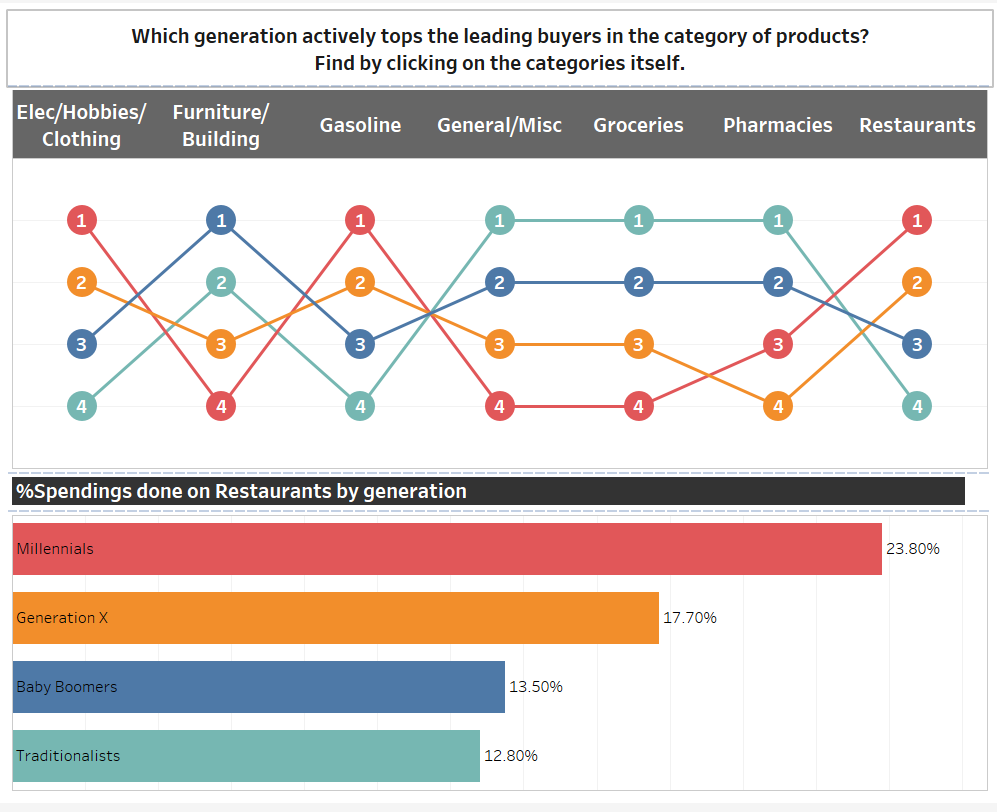 Which generation actively tops the leading buyers in the category of products?
Find by clicking on the categories itself.
Elec/Hobbies/
Clothing
Furniture/
Building
Gasoline
General/Misc
Groceries
Pharmacies
Restaurants
1 1 1 1 1 1 1
2 2 2 2 2 2 2
3 3 3 3 3 3 3
4 4 4 4 4 4 4
%Spendings done on Restaurants by generation
Millennials 23.80%
Generation X 17.70%
Baby Boomers 13.50%
Traditionalists 12.80%